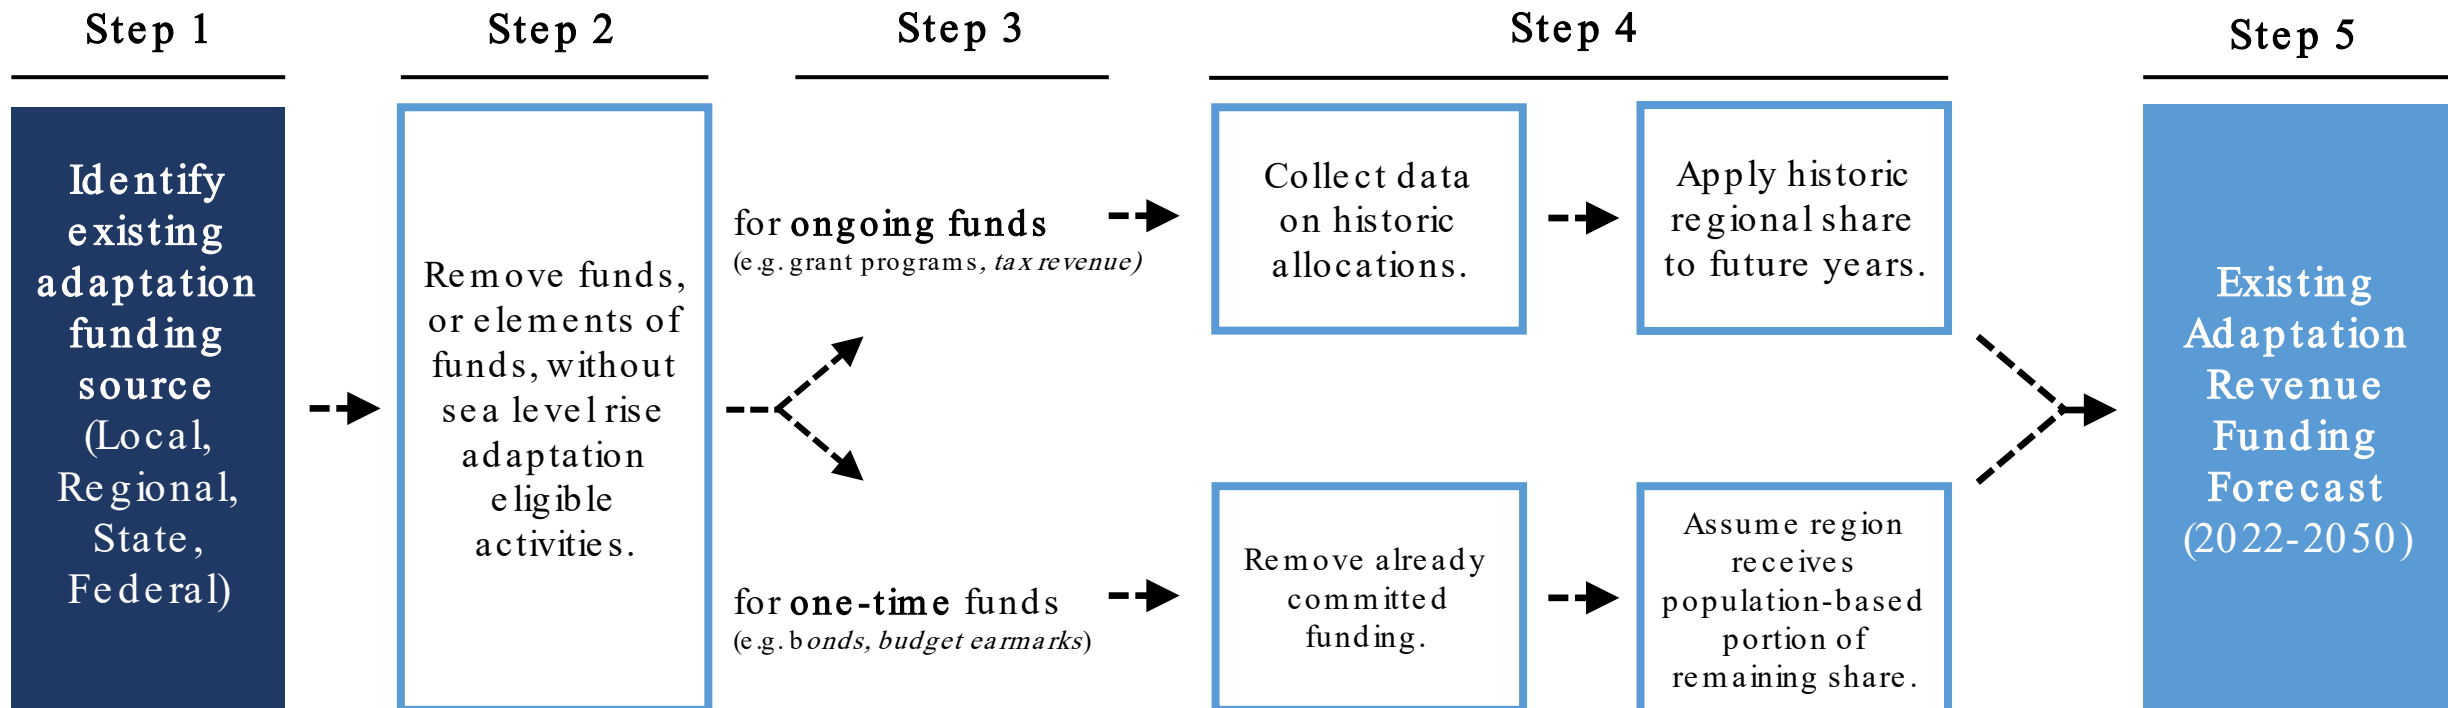 Step 1
Identify
existing
adaptation
funding
source
(Local,
Regional,
State,
Federal)
Step 2
Remove funds,
or elements of
funds, without
sea level rise
adaptation
eligible
activities.
Step 3
for ongoing funds
(e.g. grant programs, tax revenue)
for one-time funds
(e.g. bonds, budget earmarks)
Step 4
Collect data
on historic
allocations.
Apply historic
regional share
to future years.
Remove already
committed
funding.
Assume region
receives
population-based
portion of
remaining share.
Step 5
Existing
Adaptation
Revenue
Funding
Forecast
(2022-2050)